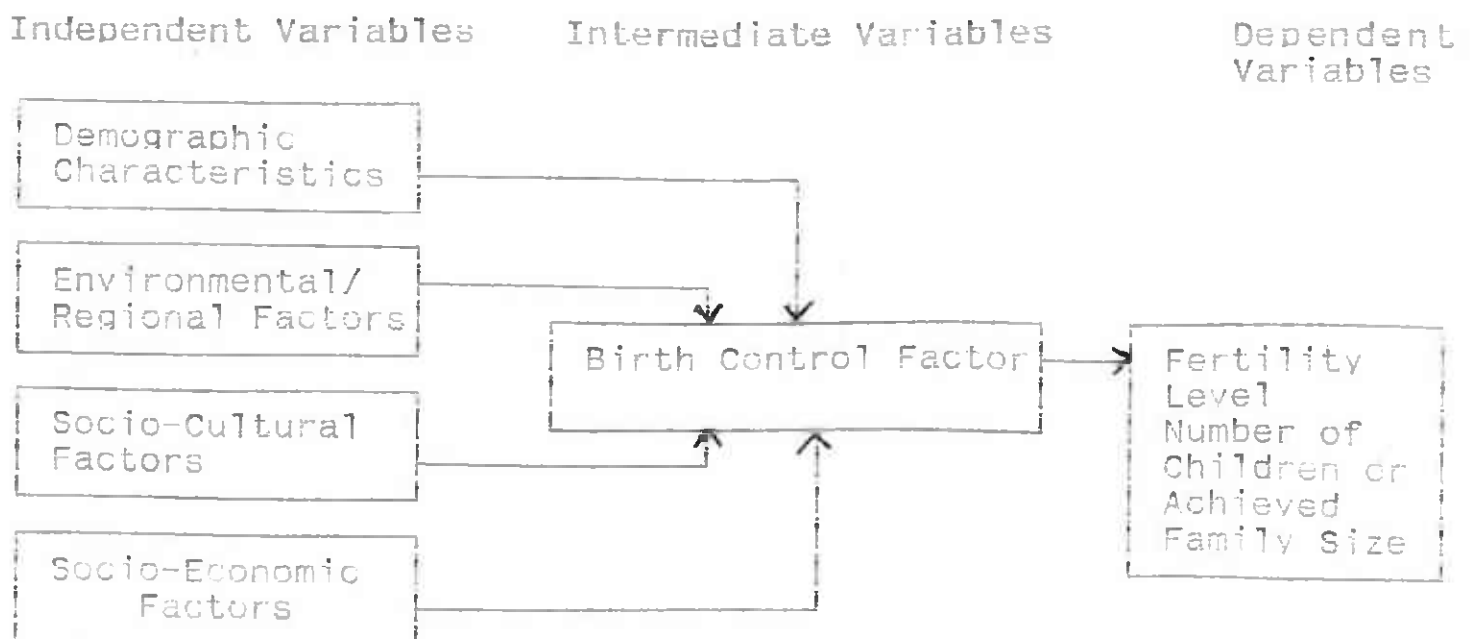 Independent Variables
Intermediate Variables
Dependent
Variables
Demographic
Characteristics
Environmental/
Regional Factors
Birth Control Factor
Socio-Cultural
Factors
Socio-Economic
Factors
Fertility
Level
Number of
Children or
Achieved
Family Size